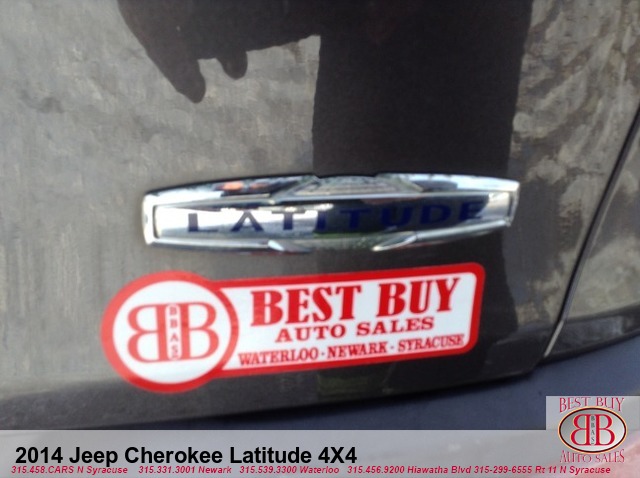 LATITUDE
BBAS
BB
BEST BUY
AUTO SALES
WATERLOO - NEWARK - SYRACUSE
BEST BUY
BB
BBAS
AUTO SALES
2014 Jeep Cherokee Latitude 4X4
315.458.CARS N Syracuse 315.331.3001 Newark 315.539.3300 Waterloo 315.456.9200 Hiawatha Blvd 315-299-6555 Rt 11 N Syracuse